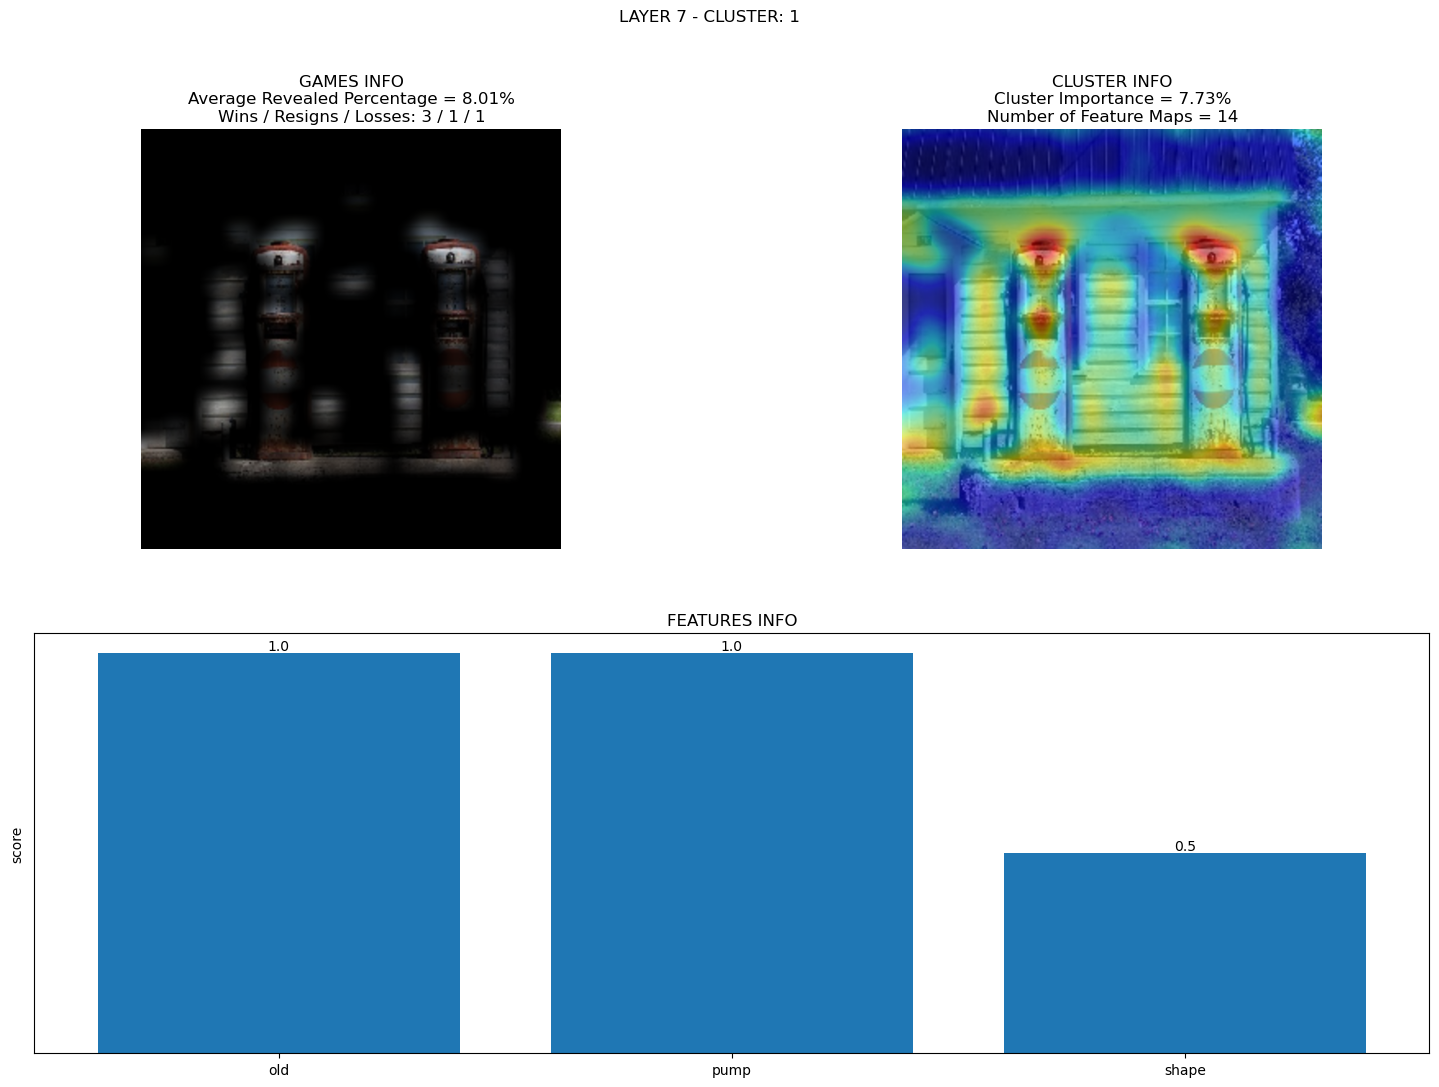 LAYER 7 - CLUSTER: 1
GAMES INFO
Average Revealed Percentage = 8.01%
Wins / Resigns / Losses: 3 / 1 / 1
CLUSTER INFO
Cluster Importance = 7.73%
Number of Feature Maps = 14
FEATURES INFO
1.0
1.0
0.5
score
old
pump
shape